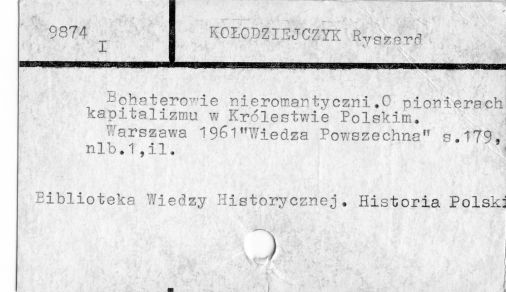 9874
I
KOŁODZIEJCZYK Ryszard
Bohaterowie nieromantyczni.O pionierach
kapitalizmu w Królestwie Polskim.
Warszawa 1961"Wiedza Powszechna" s.179,
nlb.1,il.
Biblioteka Wiedzy Historycznej. Historia Polski